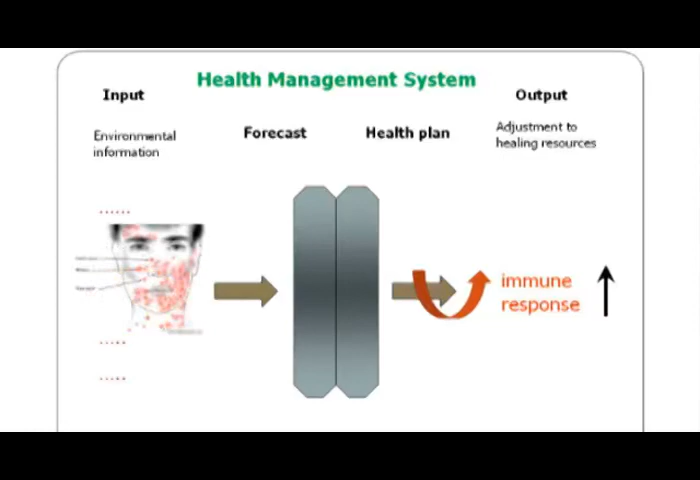 Health Management System
Input
Output
Environmental
information
Forecast
Health plan
Adjustment to
healing resources
immune
response